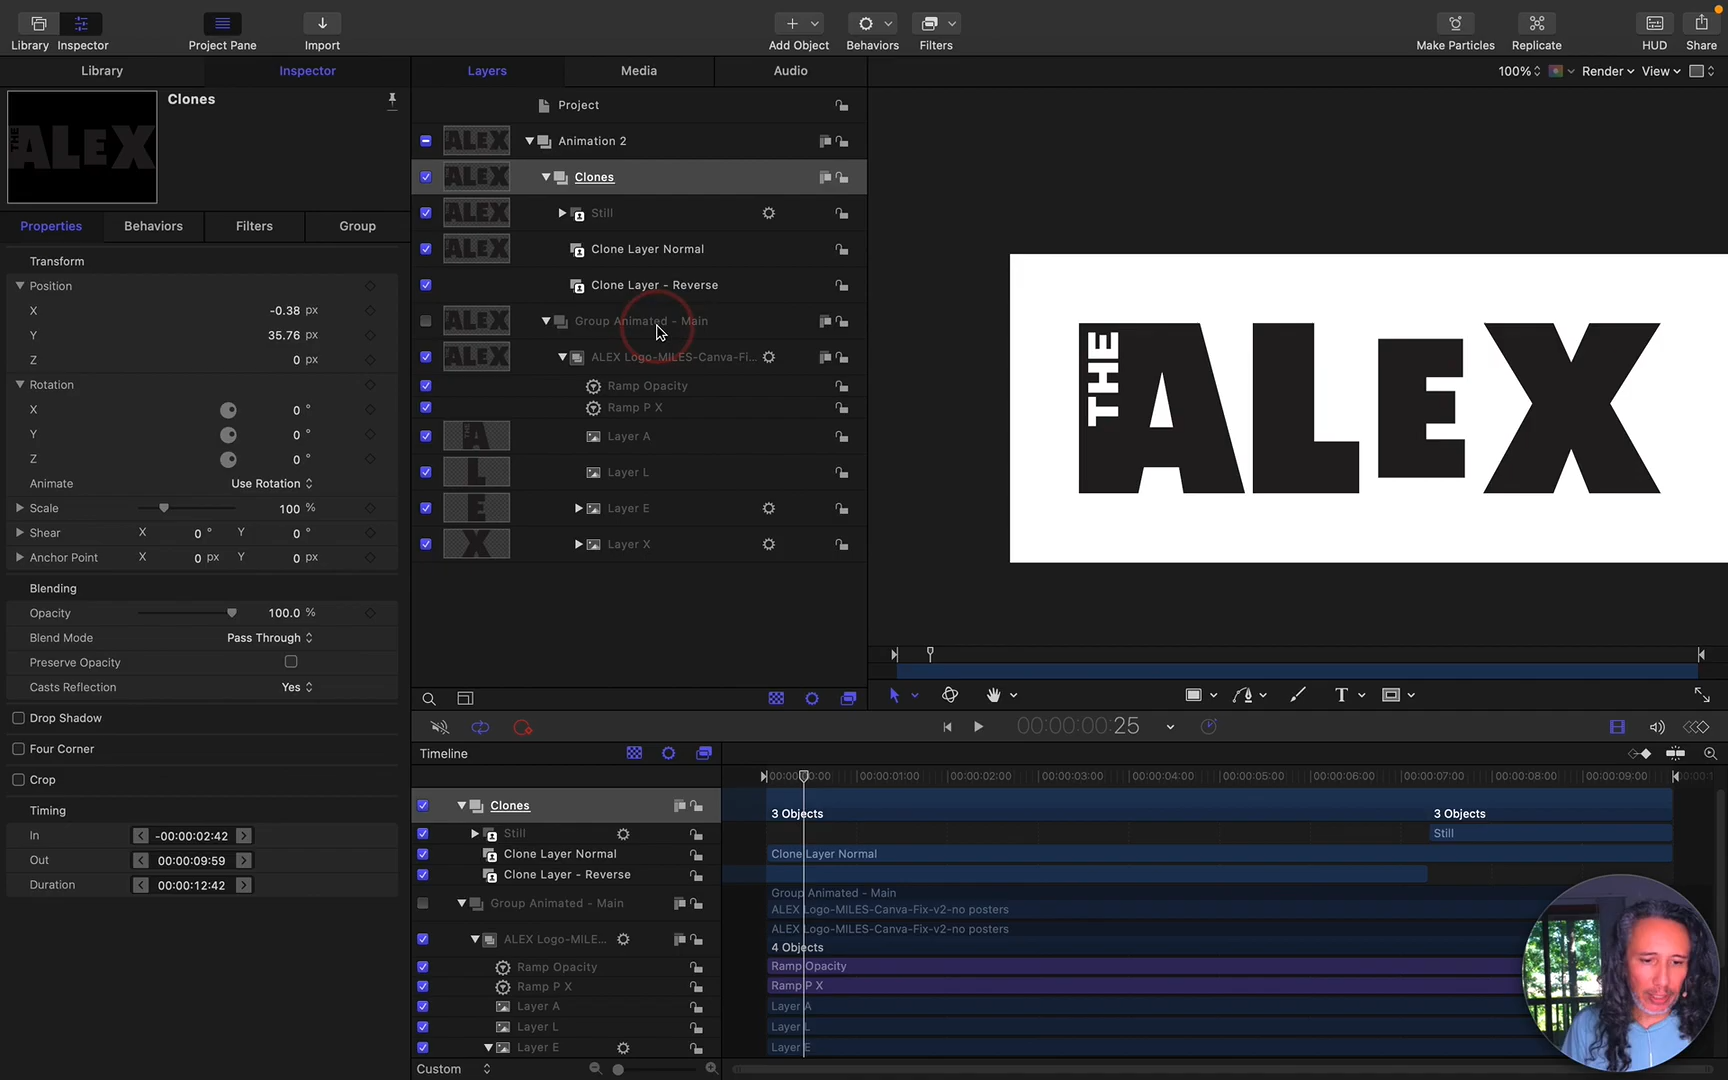 Library
Inspector
Project Pane
Import
Add Object
Behaviors
Filters
Make Particles
Replicate
HUD
Share
Library
Inspector
Layers
Media
Audio
100%
Render
View
Clones
Properties
Behaviors
Filters
Group
Transform
Position
X -0.38 px
Y 35.76 px
Z 0 px
Rotation
X 0 °
Y 0 °
Z 0 °
Animate Use Rotation
Scale 100 %
Shear X 0 ° Y 0 °
Anchor Point X 0 px Y 0 px
Blending
Opacity 100.0 %
Blend Mode Pass Through
Preserve Opacity
Casts Reflection Yes
Drop Shadow
Four Corner
Crop
Timing
In -00:00:02:42
Out 00:00:09:59
Duration 00:00:12:42
Project
Animation 2
Clones
Still
Clone Layer Normal
Clone Layer - Reverse
Group Animated - Main
ALEX Logo-MILES-Canva-Fi...
Ramp Opacity
Ramp P X
Layer A
Layer L
Layer E
Layer X
THE
ALEX
T
00:00:00:25
Timeline
00:00:00:00 00:00:01:00 00:00:02:00 00:00:03:00 00:00:04:00 00:00:05:00 00:00:06:00 00:00:07:00 00:00:08:00 00:00:09:00
Clones
3 Objects
3 Objects
Still
Still
Clone Layer Normal
Clone Layer Normal
Clone Layer - Reverse
Group Animated - Main
Group Animated - Main
ALEX Logo-MILES-Canva-Fix-v2-no posters
ALEX Logo-MILE...
ALEX Logo-MILES-Canva-Fix-v2-no posters
4 Objects
Ramp Opacity
Ramp Opacity
Ramp P X
Ramp P X
Layer A
Layer A
Layer L
Layer L
Layer E
Layer E
Custom